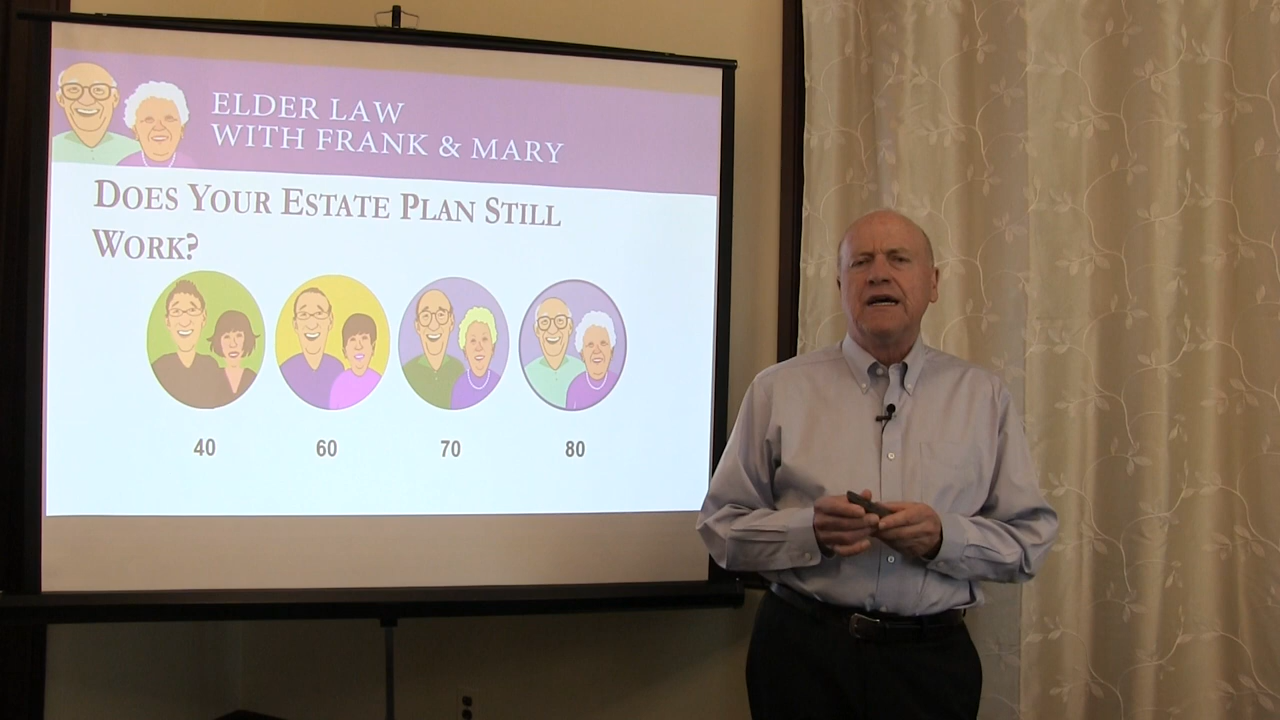 ELDER LAW
WITH FRANK & MARY
DOES YOUR ESTATE PLAN STILL
WORK?
40 60 70 80